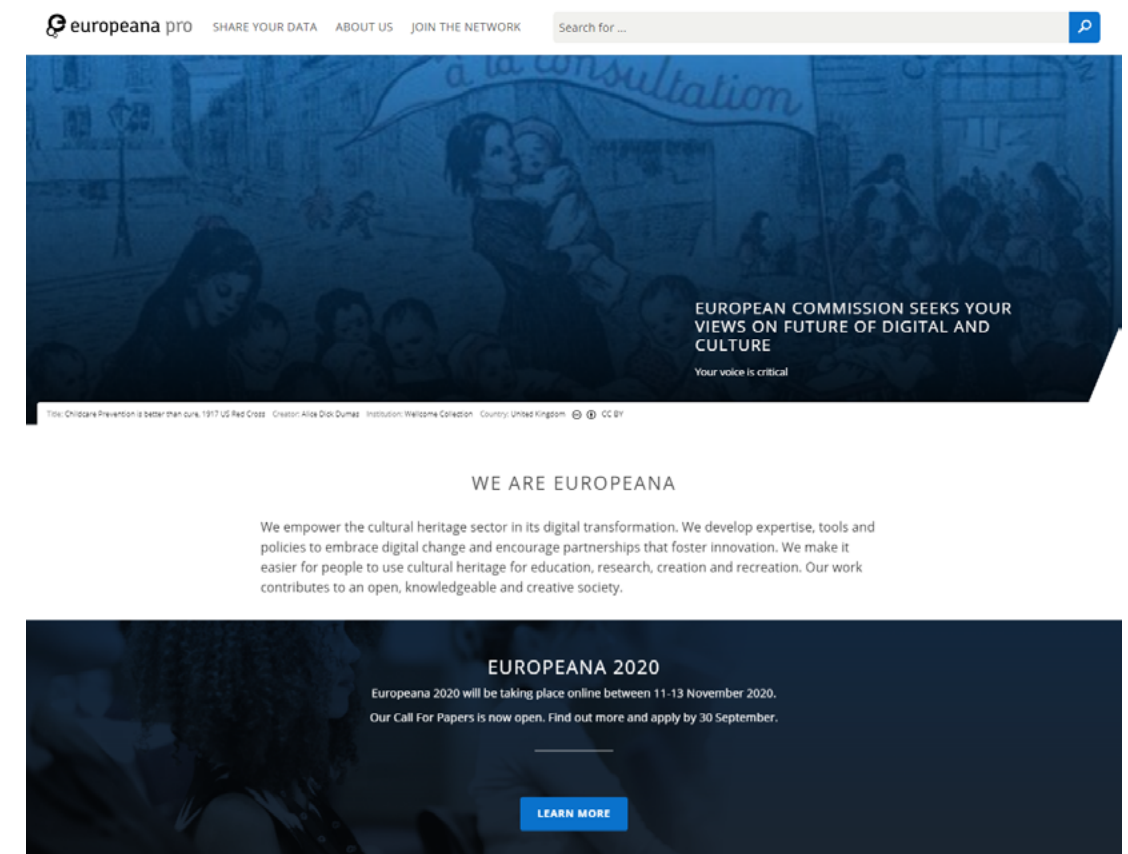 europeana pro
SHARE YOUR DATA
ABOUT US
JOIN THE NETWORK
Search for ...
à la consultation
EUROPEAN COMMISSION SEEKS YOUR
VIEWS ON FUTURE OF DIGITAL AND
CULTURE
Your voice is critical
Title: Childcare Prevention is better than cure, 1917 US Red Cross Creator: Alice Dick Dumas Institution: Wellcome Collection Country: United Kingdom CC BY
WE ARE EUROPEANA
We empower the cultural heritage sector in its digital transformation. We develop expertise, tools and
policies to embrace digital change and encourage partnerships that foster innovation. We make it
easier for people to use cultural heritage for education, research, creation and recreation. Our work
contributes to an open, knowledgeable and creative society.
EUROPEANA 2020
Europeana 2020 will be taking place online between 11-13 November 2020.
Our Call For Papers is now open. Find out more and apply by 30 September.
LEARN MORE